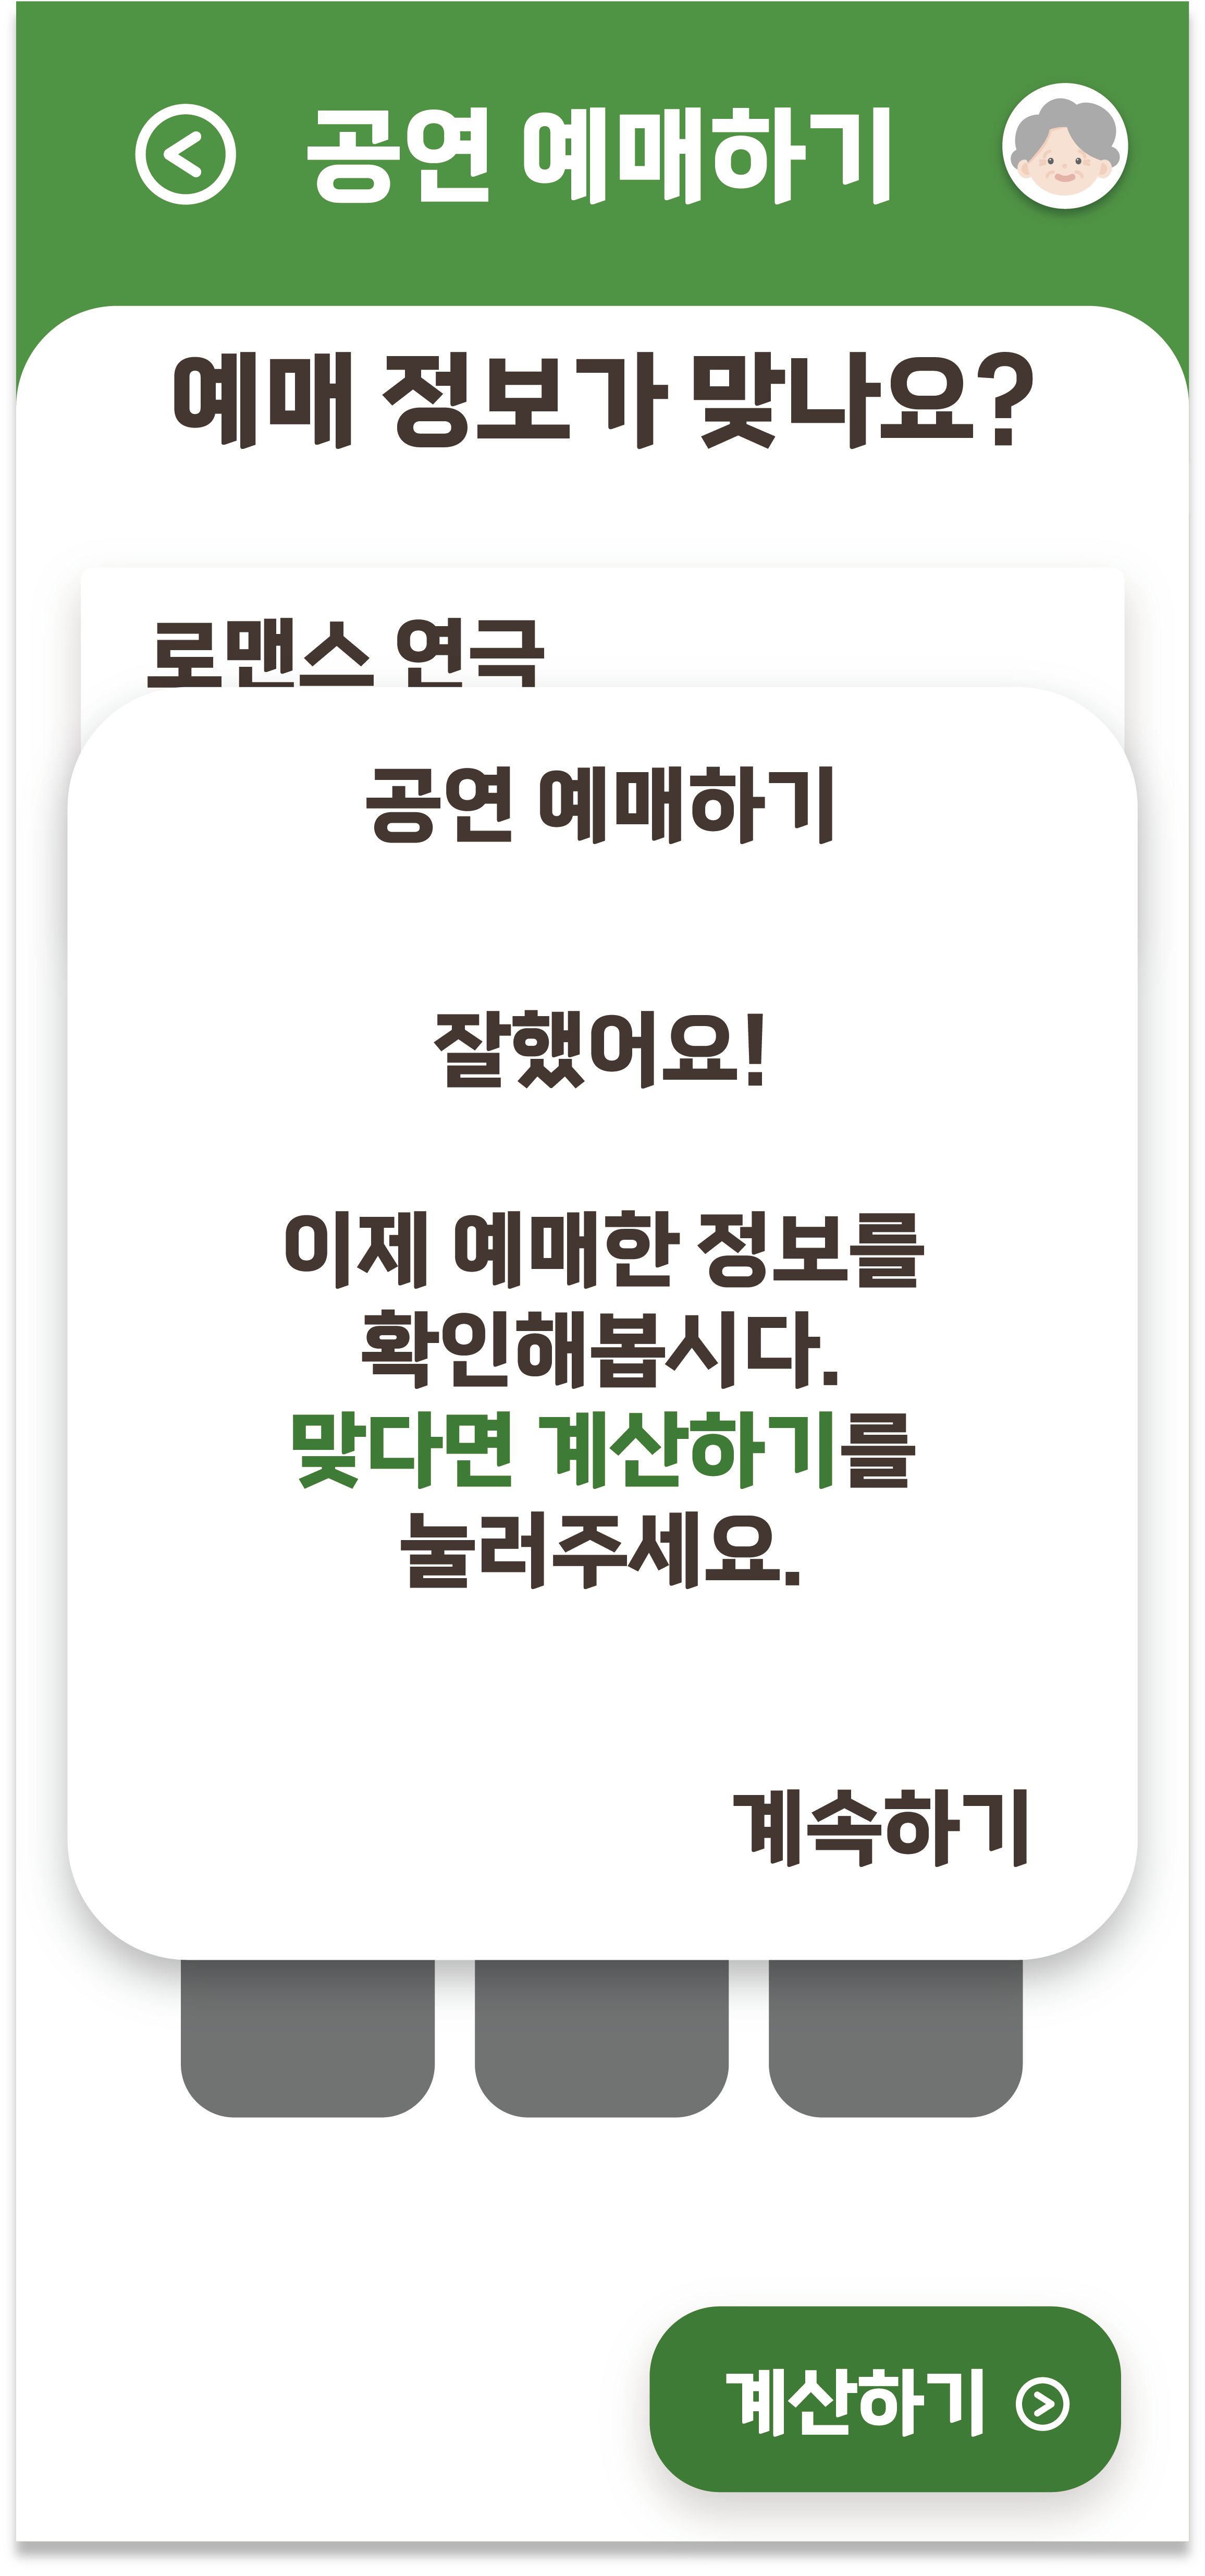 공연 예매하기
예매 정보가 맞나요?
로맨스 연극
공연 예매하기
잘했어요!
이제 예매한 정보를
확인해봅시다.
맞다면 계산하기를
눌러주세요.
계속하기
계산하기